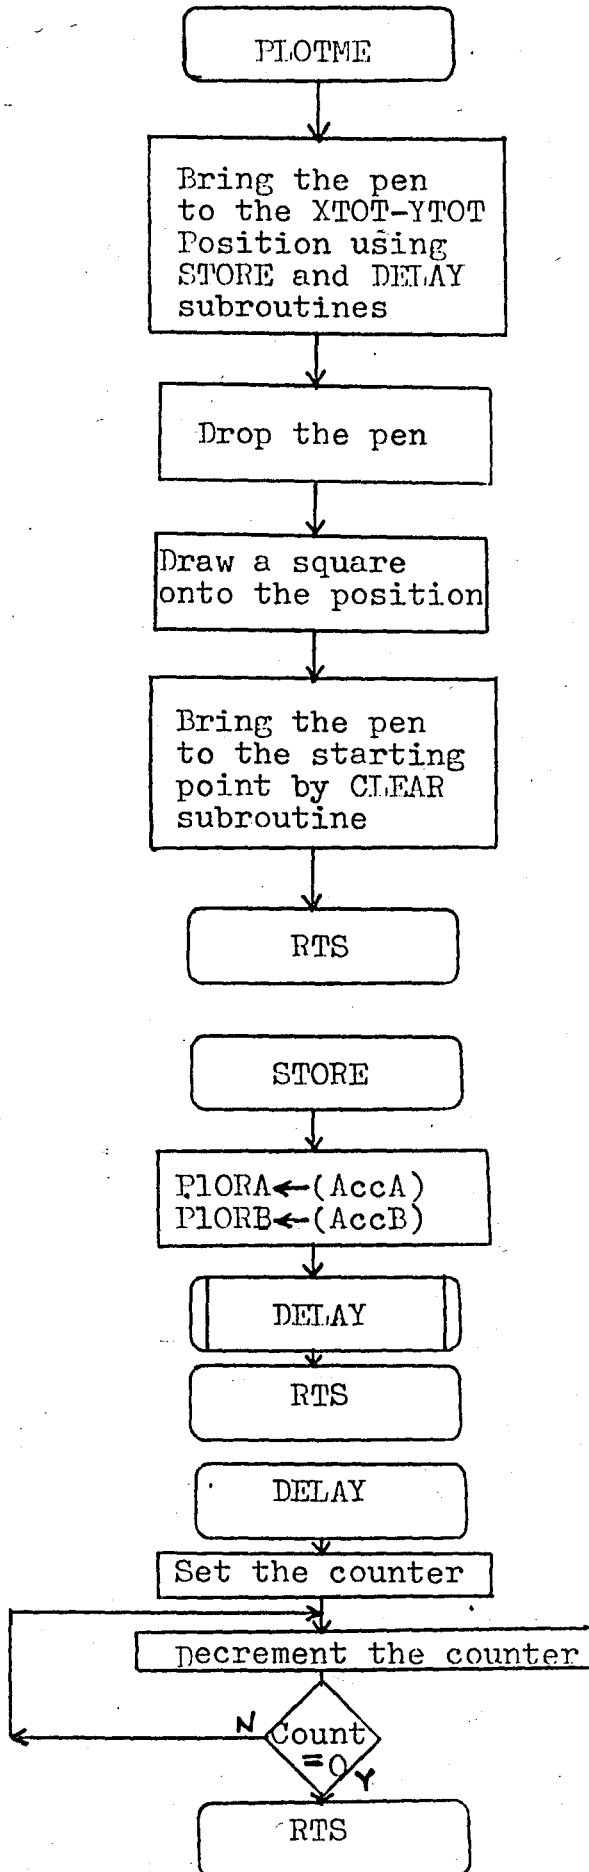 PLOTME
Bring the pen
to the XTOT-YTOT
Position using
STORE and DELAY
subroutines
Drop the pen
Draw a square
onto the position
Bring the pen
to the starting
point by CLEAR
subroutine
RTS
STORE
P1ORA←(AccA)
P1ORB←(AccB)
DELAY
RTS
DELAY
Set the counter
Decrement the counter
N
Count
=0
Y
RTS